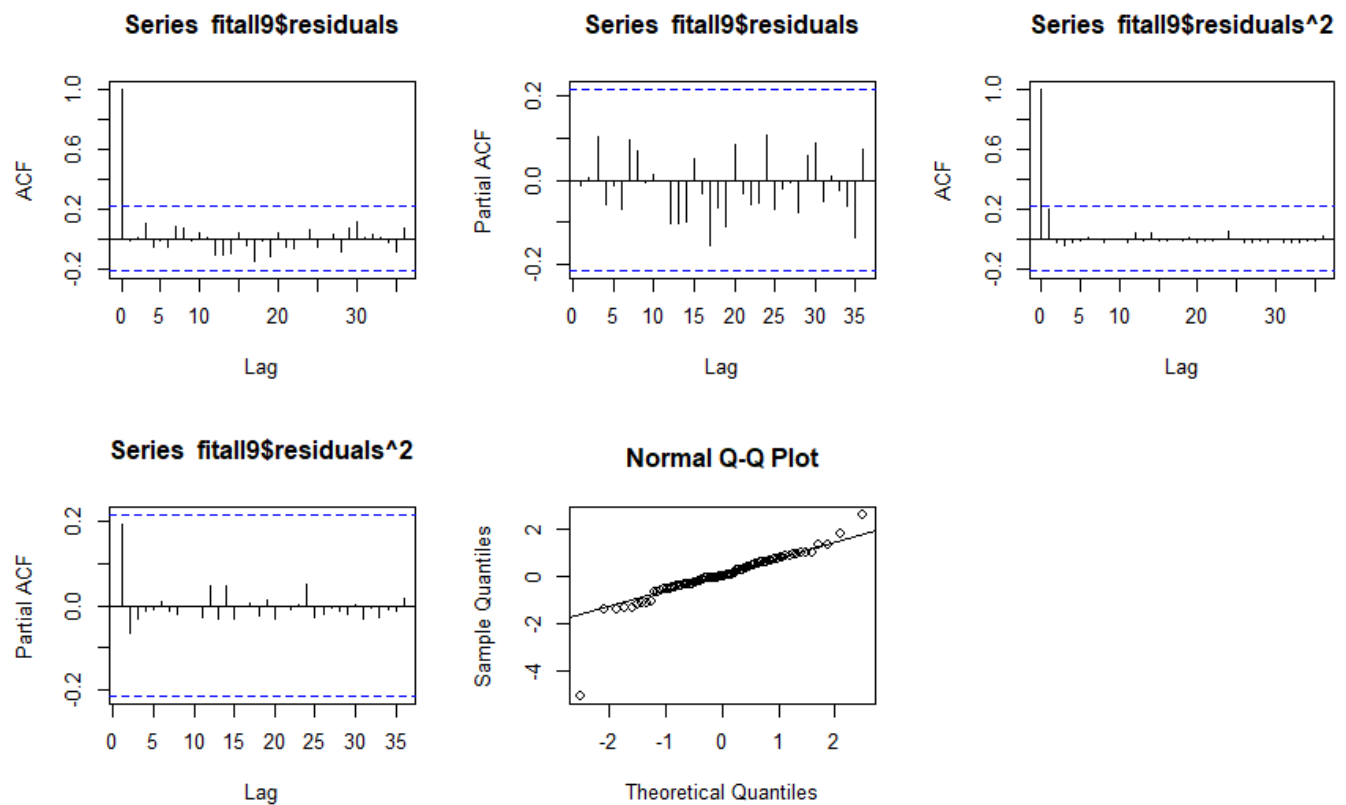 Series fitall9$residuals
ACF
-0.2 0.2 0.6 1.0
0 5 10 20 30
Lag
Series fitall9$residuals
Partial ACF
-0.2 0.0 0.2
0 5 10 15 20 25 30 35
Lag
Series fitall9$residuals^2
ACF
-0.2 0.2 0.6 1.0
0 5 10 20 30
Lag
Series fitall9$residuals^2
Partial ACF
-0.2 0.0 0.2
0 5 10 15 20 25 30 35
Lag
Normal Q-Q Plot
Sample Quantiles
-4 -2 0 2
-2 -1 0 1 2
Theoretical Quantiles